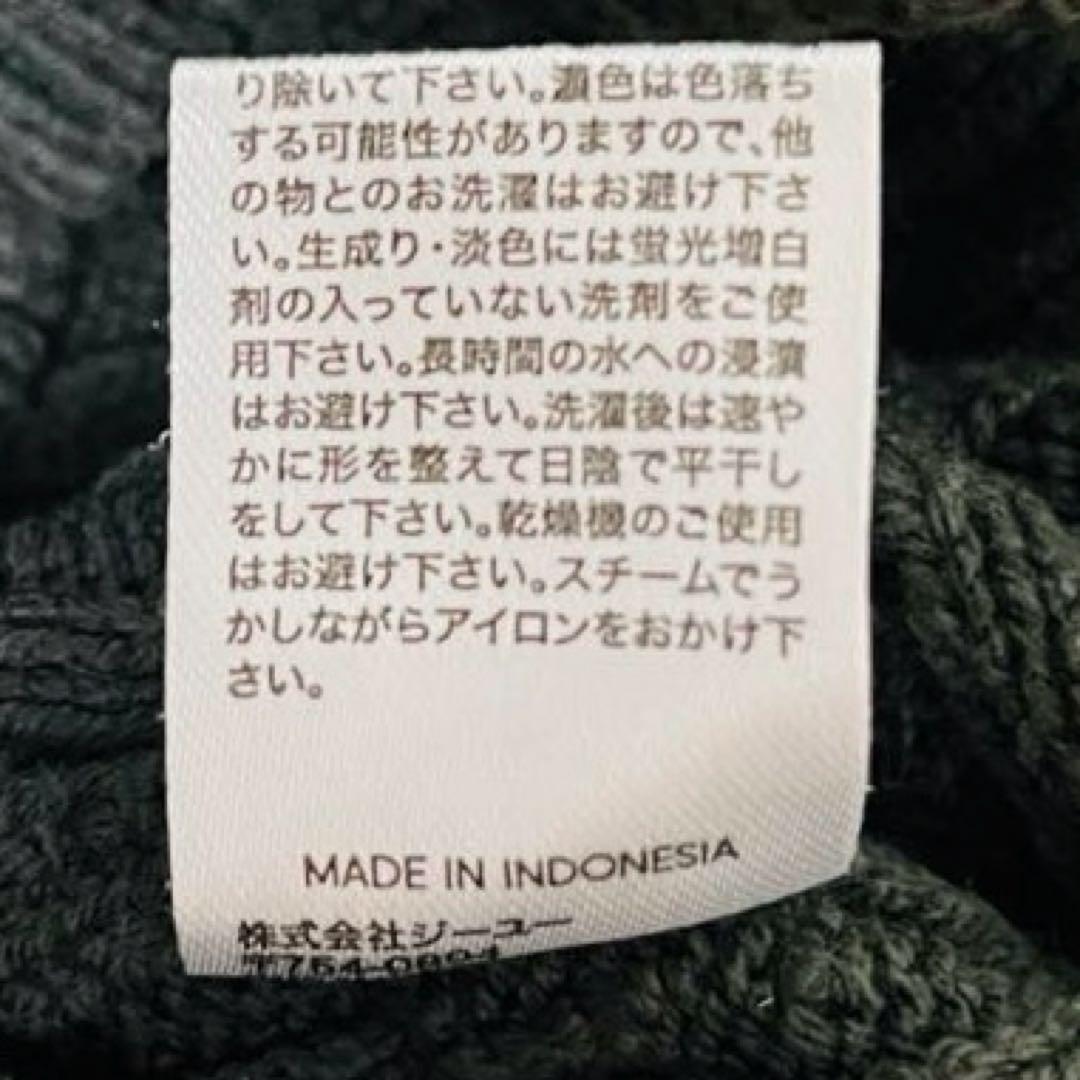 り除いて下さい。濃色は色落ち
する可能性がありますので、他
の物とのお洗濯はお避け下さ
い。生成り・淡色には蛍光増白
剤の入っていない洗剤をご使
用下さい。長時間の水への浸漬
はお避け下さい。洗濯後は速や
かに形を整えて日陰で平干し
をして下さい。乾燥機のご使用
はお避け下さい。スチームでう
かしながらアイロンをおかけ下
さい。
MADE IN INDONESIA
株式会社ジーユー
〒754-0894